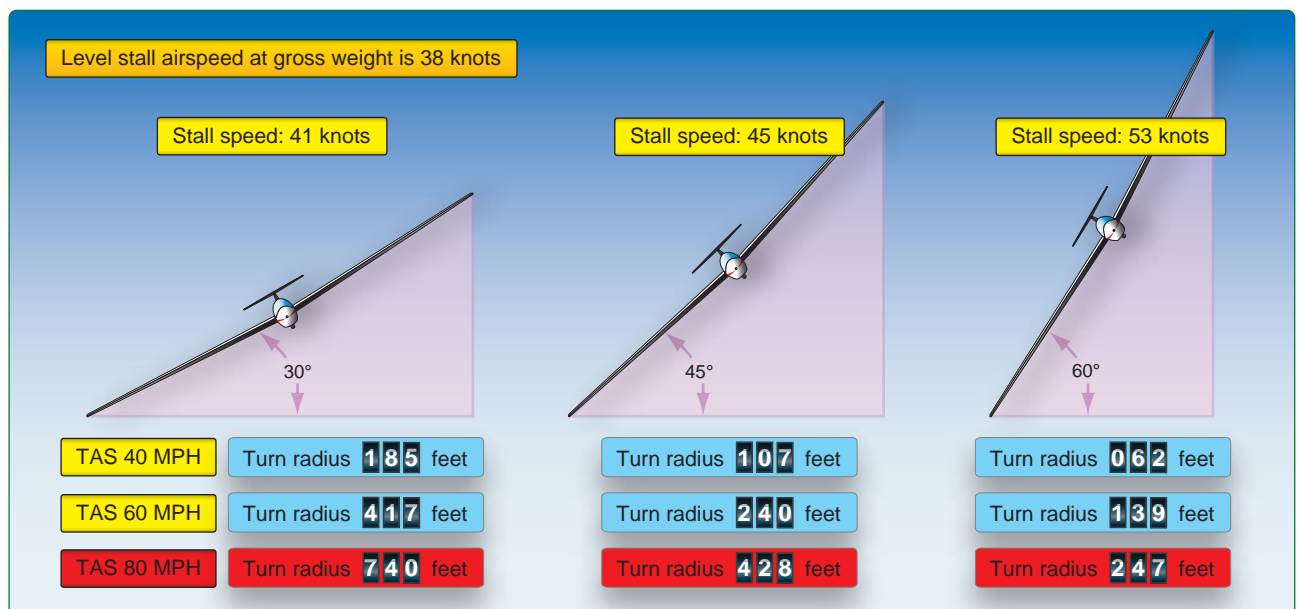 Level stall airspeed at gross weight is 38 knots
Stall speed: 41 knots
Stall speed: 45 knots
Stall speed: 53 knots
30°
45°
60°
TAS 40 MPH
Turn radius 185 feet
Turn radius 107 feet
Turn radius 062 feet
TAS 60 MPH
Turn radius 417 feet
Turn radius 240 feet
Turn radius 139 feet
TAS 80 MPH
Turn radius 740 feet
Turn radius 428 feet
Turn radius 247 feet